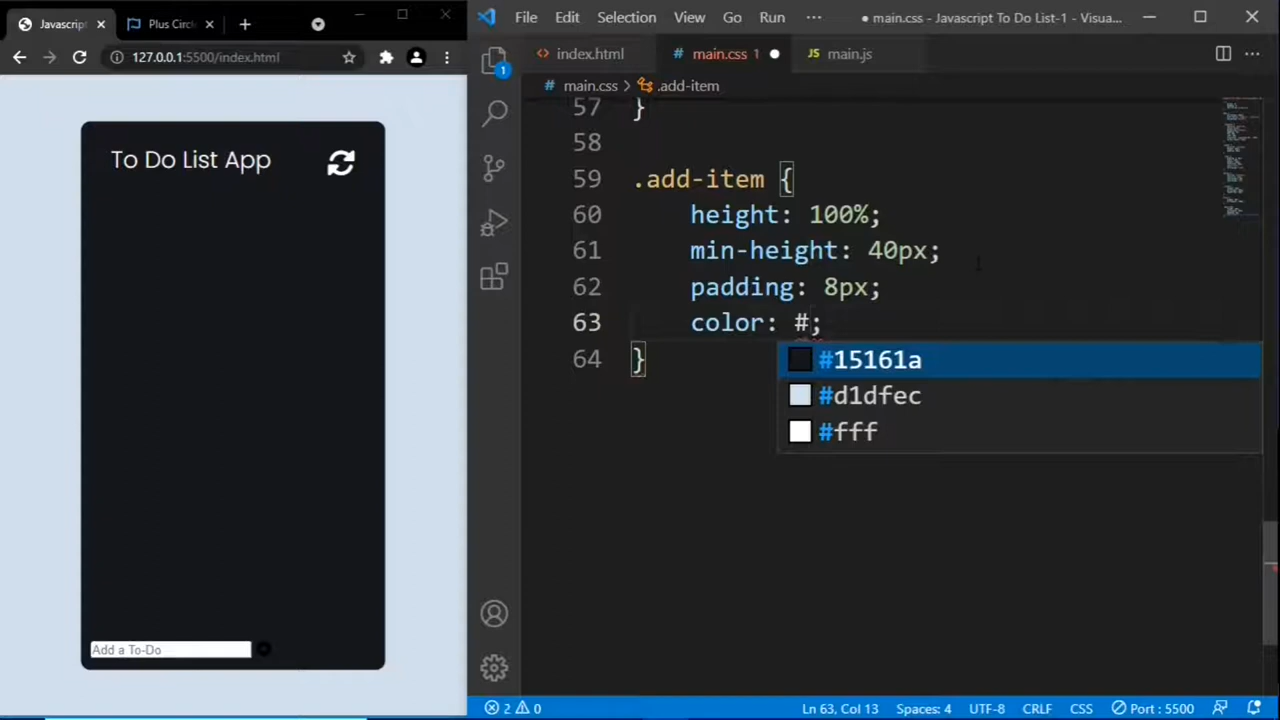 Javascript
Plus Circ
127.0.0.1:5500/index.html
To Do List App
Add a To-Do
File Edit Selection View Go Run ··· ● main.css - Javascript To Do List-1 - Visua...
<> index.html # main.css 1 ● JS main.js
# main.css > .add-item
1
57 }
58
59 .add-item {
60 height: 100%;
61 min-height: 40px;
62 padding: 8px;
63 color: #;
64 }
#15161a
#d1dfec
#fff
2 0 Ln 63, Col 13 Spaces: 4 UTF-8 CRLF CSS Port : 5500